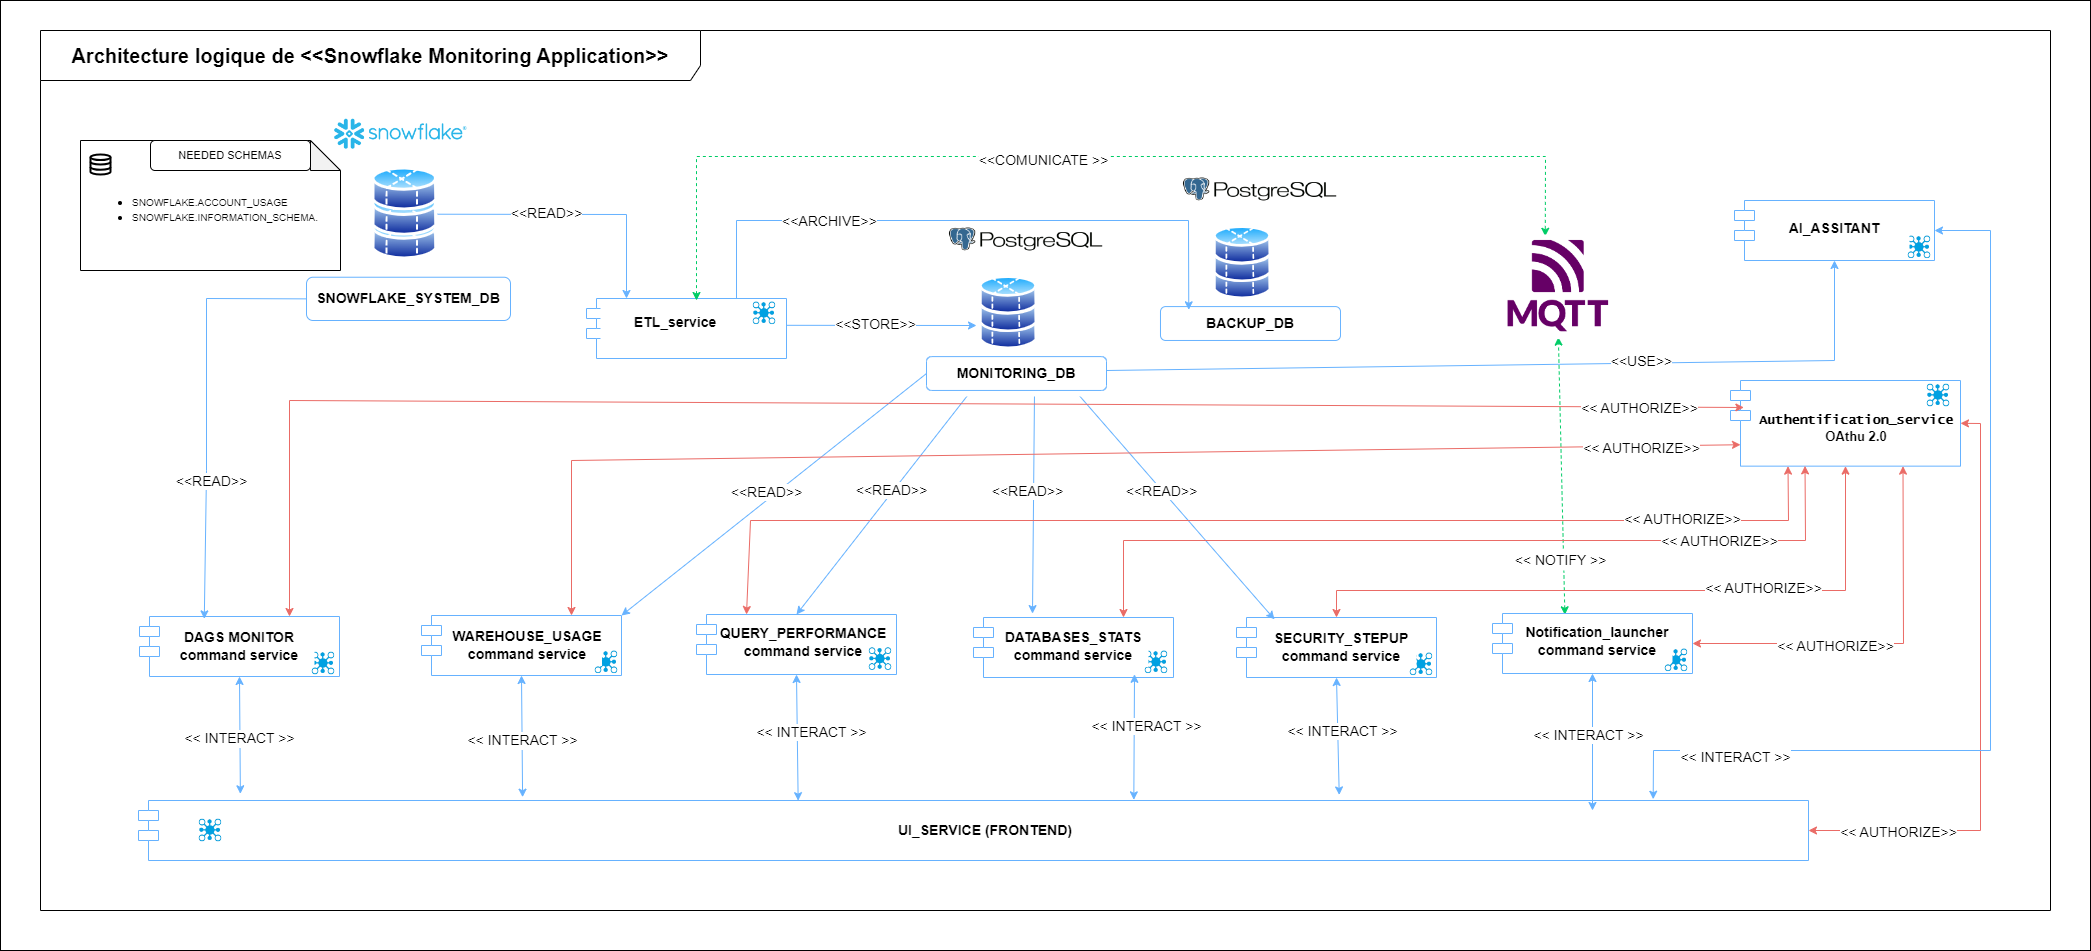 Architecture logique de <<Snowflake Monitoring Application>>
snowflake®
NEEDED SCHEMAS
SNOWFLAKE.ACCOUNT_USAGE
SNOWFLAKE.INFORMATION_SCHEMA.
<<COMUNICATE >>
PostgreSQL
<<READ>>
<<ARCHIVE>>
PostgreSQL
AI_ASSITANT
SNOWFLAKE_SYSTEM_DB
MQTT
ETL_service
<<STORE>>
BACKUP_DB
MONITORING_DB
<<USE>>
<< AUTHORIZE>>
Authentification_service
OAthu 2.0
<< AUTHORIZE>>
<<READ>>
<<READ>>
<<READ>>
<<READ>>
<<READ>>
<< AUTHORIZE>>
<< AUTHORIZE>>
<< NOTIFY >>
<< AUTHORIZE>>
DAGS MONITOR
command service
WAREHOUSE_USAGE
command service
QUERY_PERFORMANCE
command service
DATABASES_STATS
command service
SECURITY_STEPUP
command service
Notification_launcher
command service
<< AUTHORIZE>>
<< INTERACT >>
<< INTERACT >>
<< INTERACT >>
<< INTERACT >>
<< INTERACT >>
<< INTERACT >>
<< INTERACT >>
UI_SERVICE (FRONTEND)
<< AUTHORIZE>>